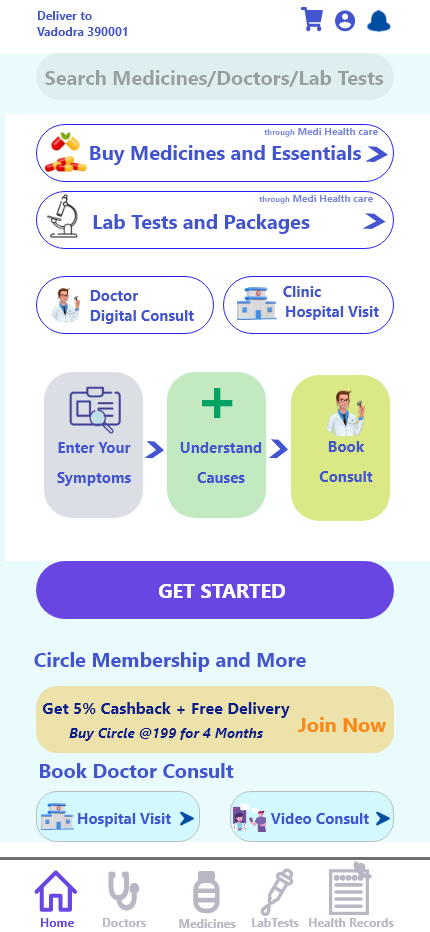 Deliver to
Vadodra 390001
Search Medicines/Doctors/Lab Tests
through Medi Health care
Buy Medicines and Essentials
through Medi Health care
Lab Tests and Packages
Doctor
Digital Consult
Clinic
Hospital Visit
Enter Your
Symptoms
Understand
Causes
Book
Consult
GET STARTED
Circle Membership and More
Get 5% Cashback + Free Delivery
Buy Circle @199 for 4 Months
Join Now
Book Doctor Consult
Hospital Visit
Video Consult
Home
Doctors
Medicines
LabTests
Health Records